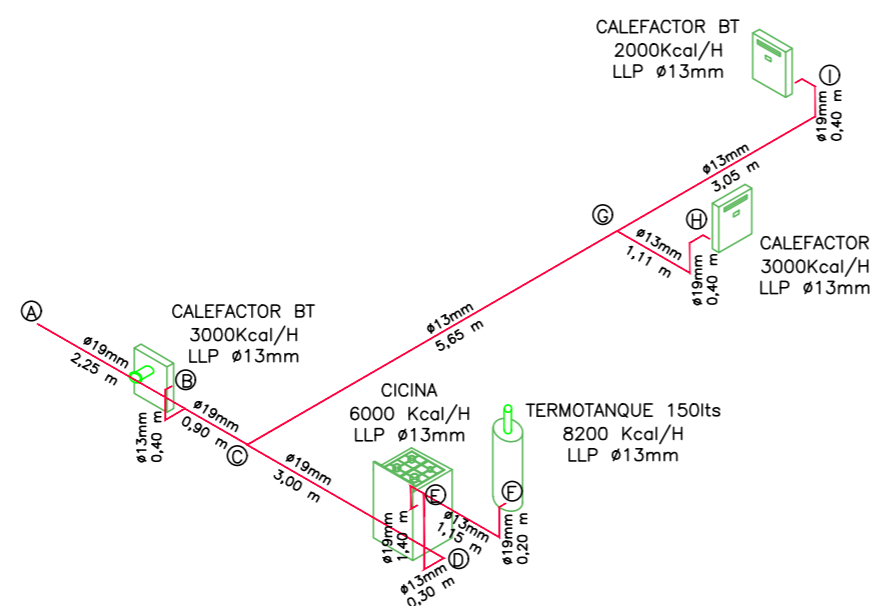 CALEFACTOR BT
2000Kcal/H
LLP ø13mm
I
ø19mm
0,40 m
ø13mm
3,05 m
G
H
ø13mm
1,11 m
ø19mm
0,40 m
CALEFACTOR
3000Kcal/H
LLP ø13mm
A
CALEFACTOR BT
3000Kcal/H
LLP ø13mm
ø13mm
5,65 m
ø19mm
2,25 m
B
ø13mm
0,40 m
ø19mm
0,90 m
C
CICINA
6000 Kcal/H
LLP ø13mm
TERMOTANQUE 150lts
8200 Kcal/H
LLP ø13mm
ø19mm
3,00 m
E
F
ø19mm
1,40 m
ø13mm
1,15 m
ø19mm
0,20 m
D
ø13mm
0,30 m